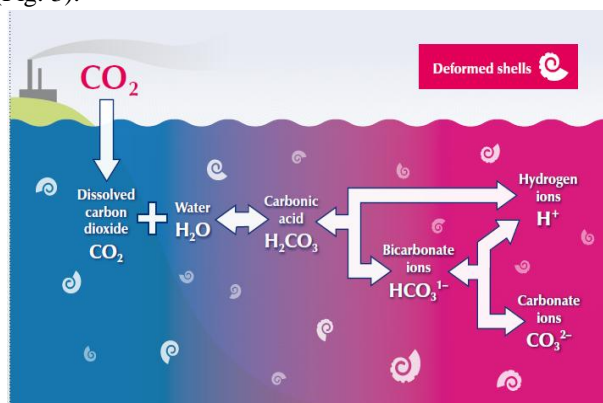 (Fig. 3).
CO₂
Deformed shells
Dissolved
carbon
dioxide
CO₂
+
Water
H₂O
Carbonic
acid
H₂CO₃
Bicarbonate
ions
HCO₃¹⁻
Hydrogen
ions
H⁺
Carbonate
ions
CO₃²⁻